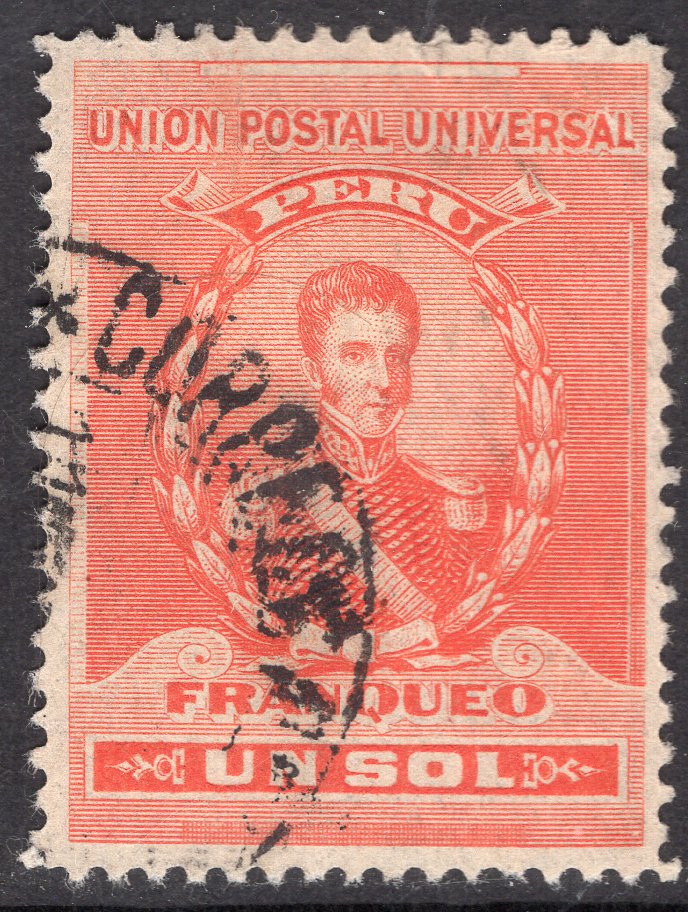 UNION POSTAL UNIVERSAL
PERU
FRANQUEO
UN SOL